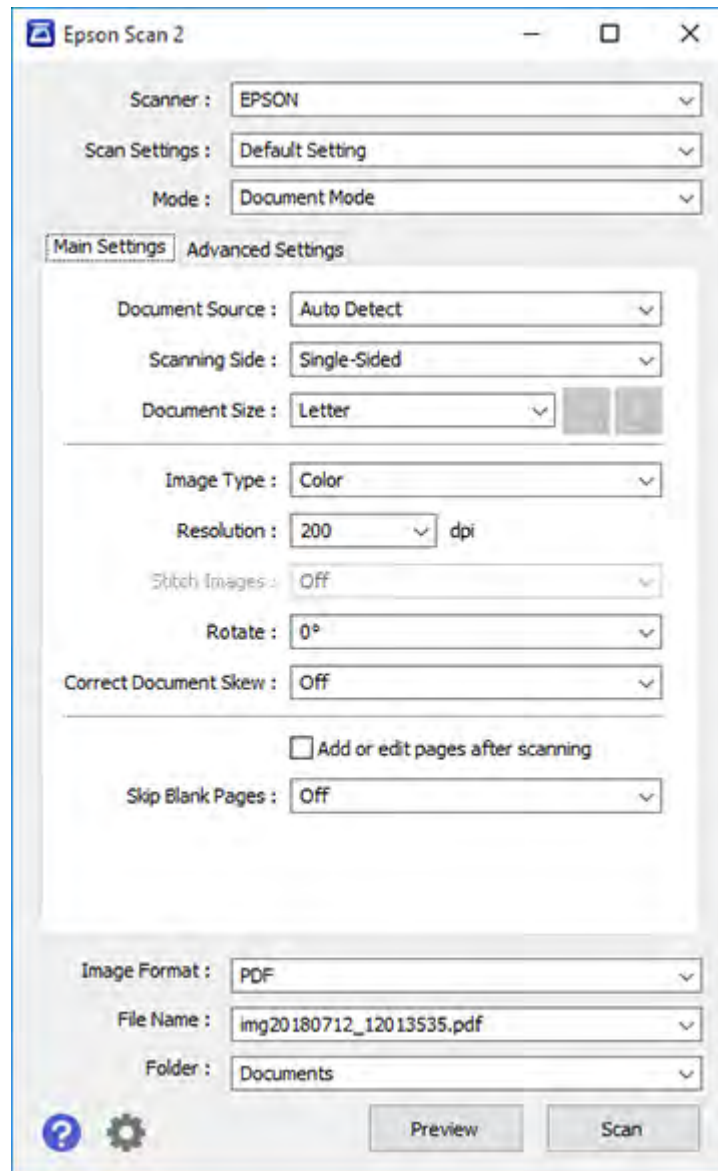 Epson Scan 2
Scanner : EPSON
Scan Settings : Default Setting
Mode : Document Mode
Main Settings Advanced Settings
Document Source : Auto Detect
Scanning Side : Single-Sided
Document Size : Letter
Image Type : Color
Resolution : 200 dpi
Stitch Images : Off
Rotate : 0°
Correct Document Skew : Off
Add or edit pages after scanning
Skip Blank Pages : Off
Image Format : PDF
File Name : img20180712_12013535.pdf
Folder : Documents
? Preview Scan